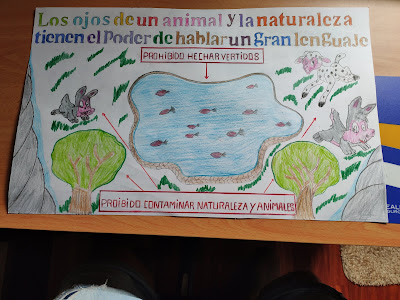 Los ojos de un animal y la naturaleza
tienen el Poder de hablar un gran lenguaje
PROHIBIDO HECHAR VERTIDOS
PROIBIDO CONTAMINAR NATURALEZA Y ANIMALES